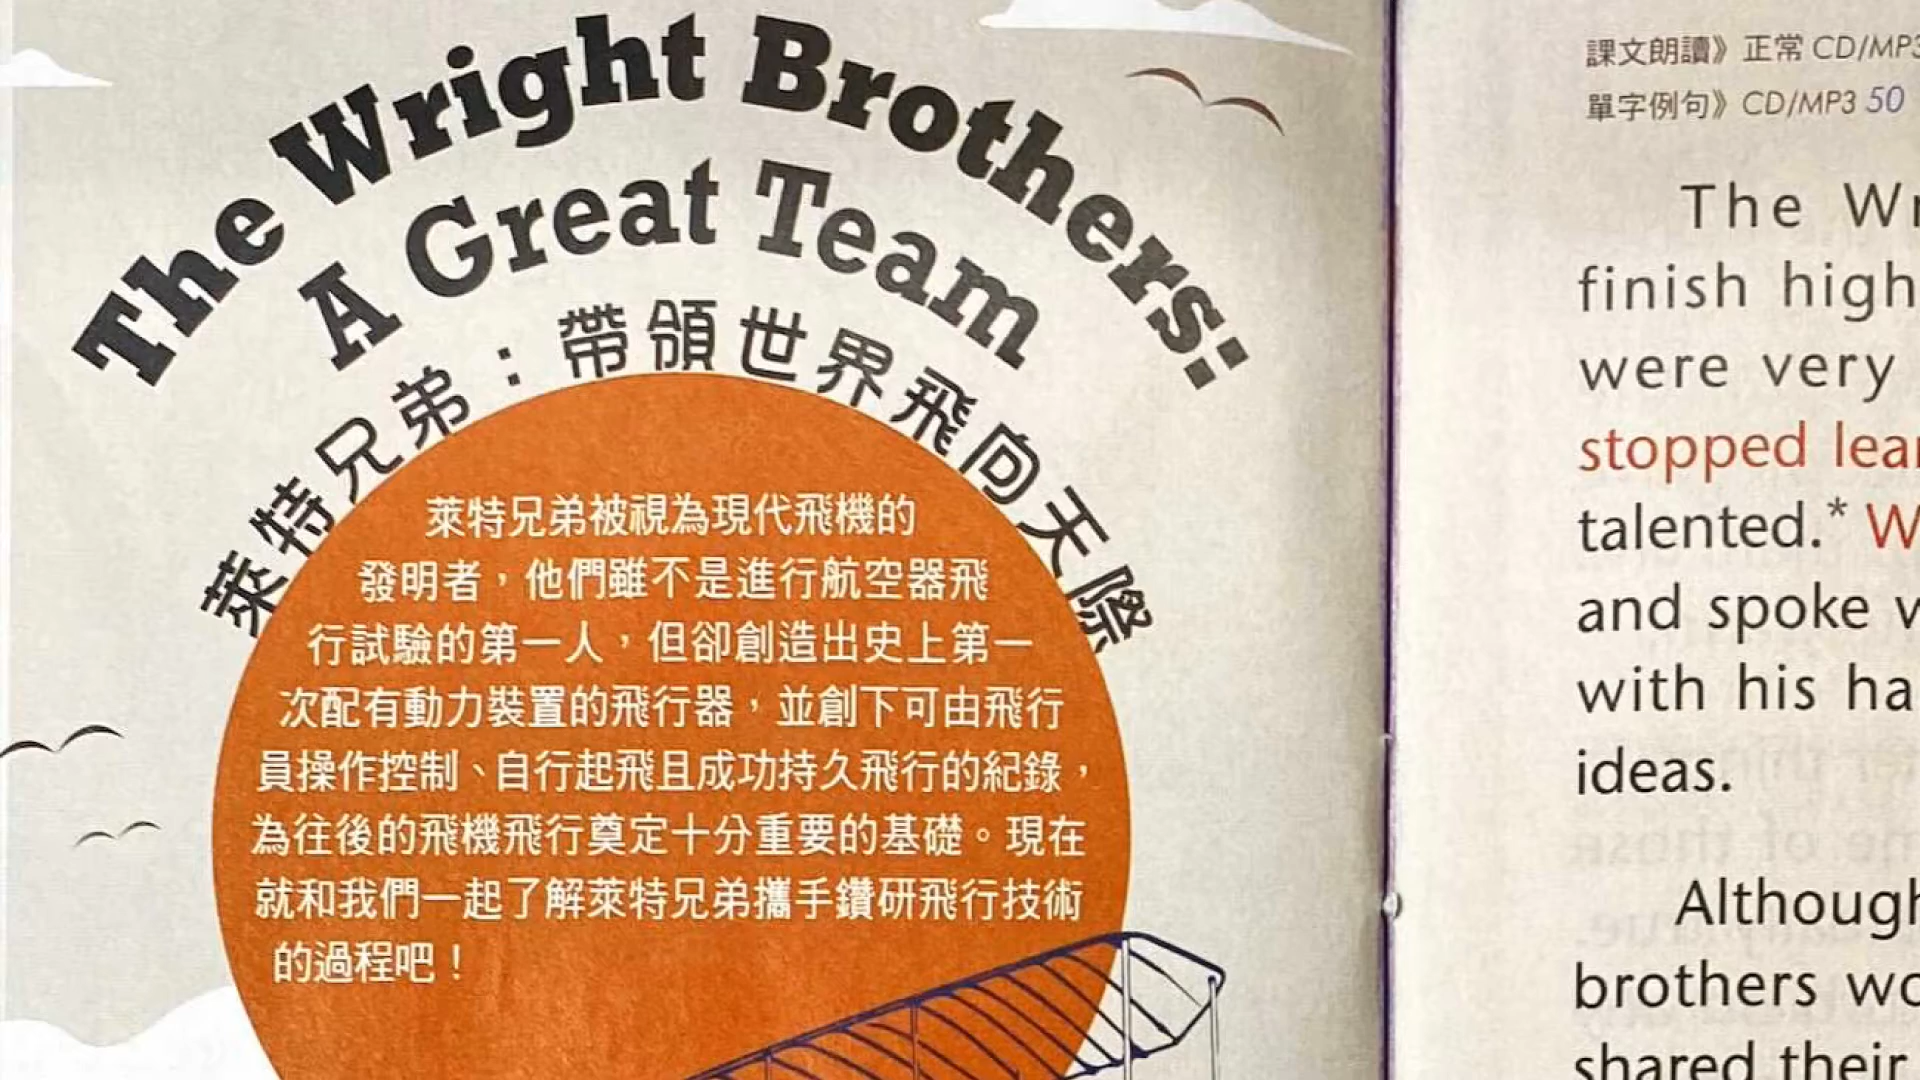 The Wright Brothers:
A Great Team
萊特兄弟：帶領世界飛向天際
萊特兄弟被視為現代飛機的
發明者，他們雖不是進行航空器飛
行試驗的第一人，但卻創造出史上第一
次配有動力裝置的飛行器，並創下可由飛行
員操作控制、自行起飛且成功持久飛行的紀錄，
為往後的飛機飛行奠定十分重要的基礎。現在
就和我們一起了解萊特兄弟攜手鑽研飛行技術
的過程吧！
課文朗讀》正常 CD/MP3
單字例句》CD/MP3 50
The
finish high
were very
stopped
talented.* 
and spoke
with his
ideas.
Although
brothers
shared their